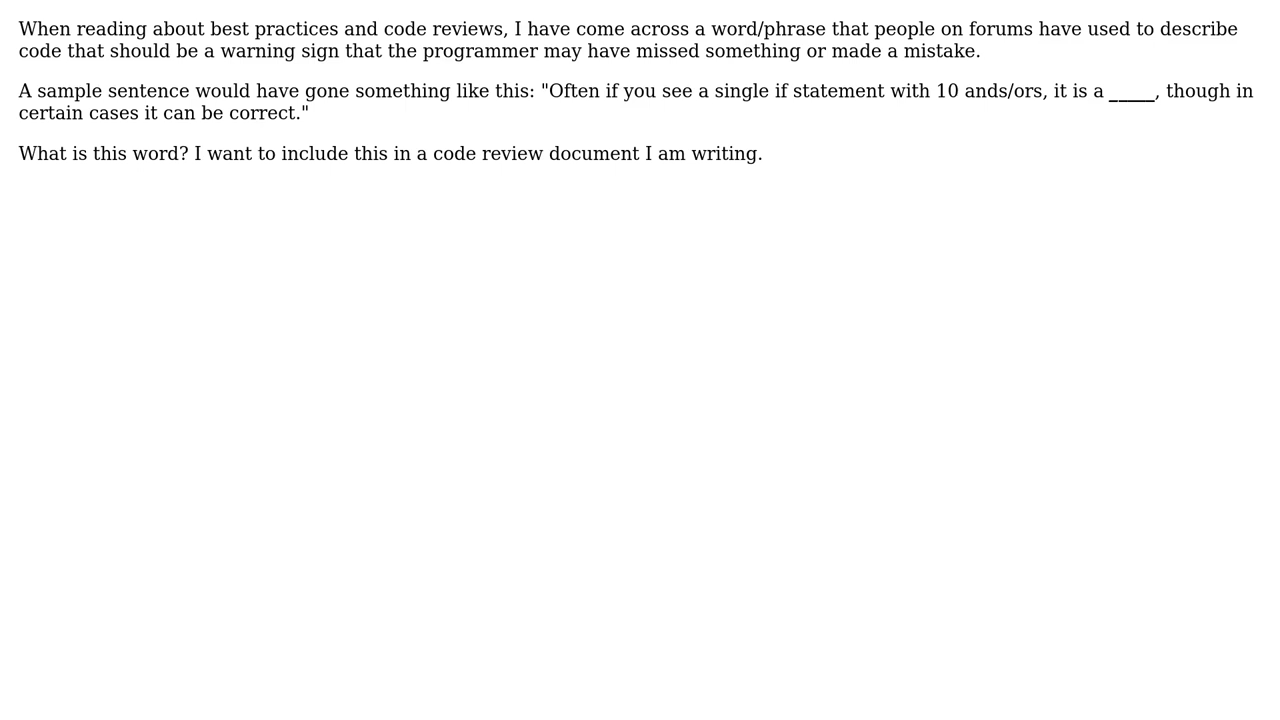 When reading about best practices and code reviews, I have come across a word/phrase that people on forums have used to describe
code that should be a warning sign that the programmer may have missed something or made a mistake.
A sample sentence would have gone something like this: "Often if you see a single if statement with 10 ands/ors, it is a _____, though in
certain cases it can be correct."
What is this word? I want to include this in a code review document I am writing.